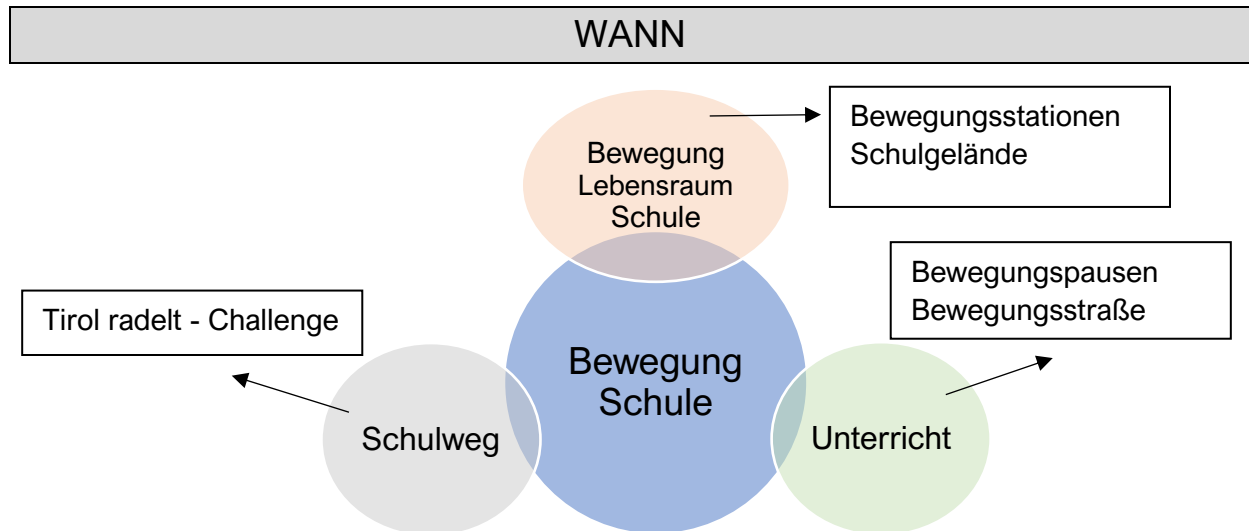 WANN
Bewegung
Lebensraum
Schule
Bewegungsstationen
Schulgelände
Bewegungspausen
Bewegungsstraße
Tirol radelt - Challenge
Bewegung
Schule
Schulweg
Unterricht